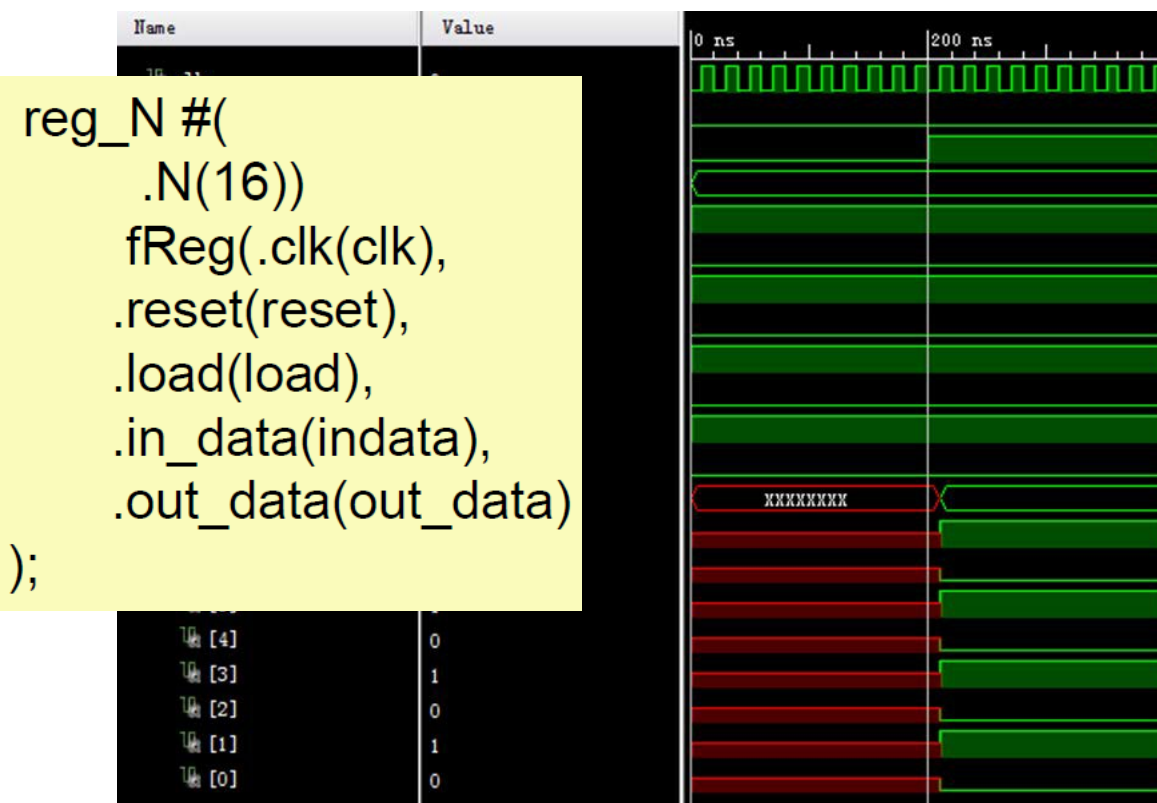 Name Value
0 ns 200 ns
reg_N #(
.N(16))
fReg(.clk(clk),
.reset(reset),
.load(load),
.in_data(indata),
.out_data(out_data)
);
XXXXXXXX
[4] 0
[3] 1
[2] 0
[1] 1
[0] 0